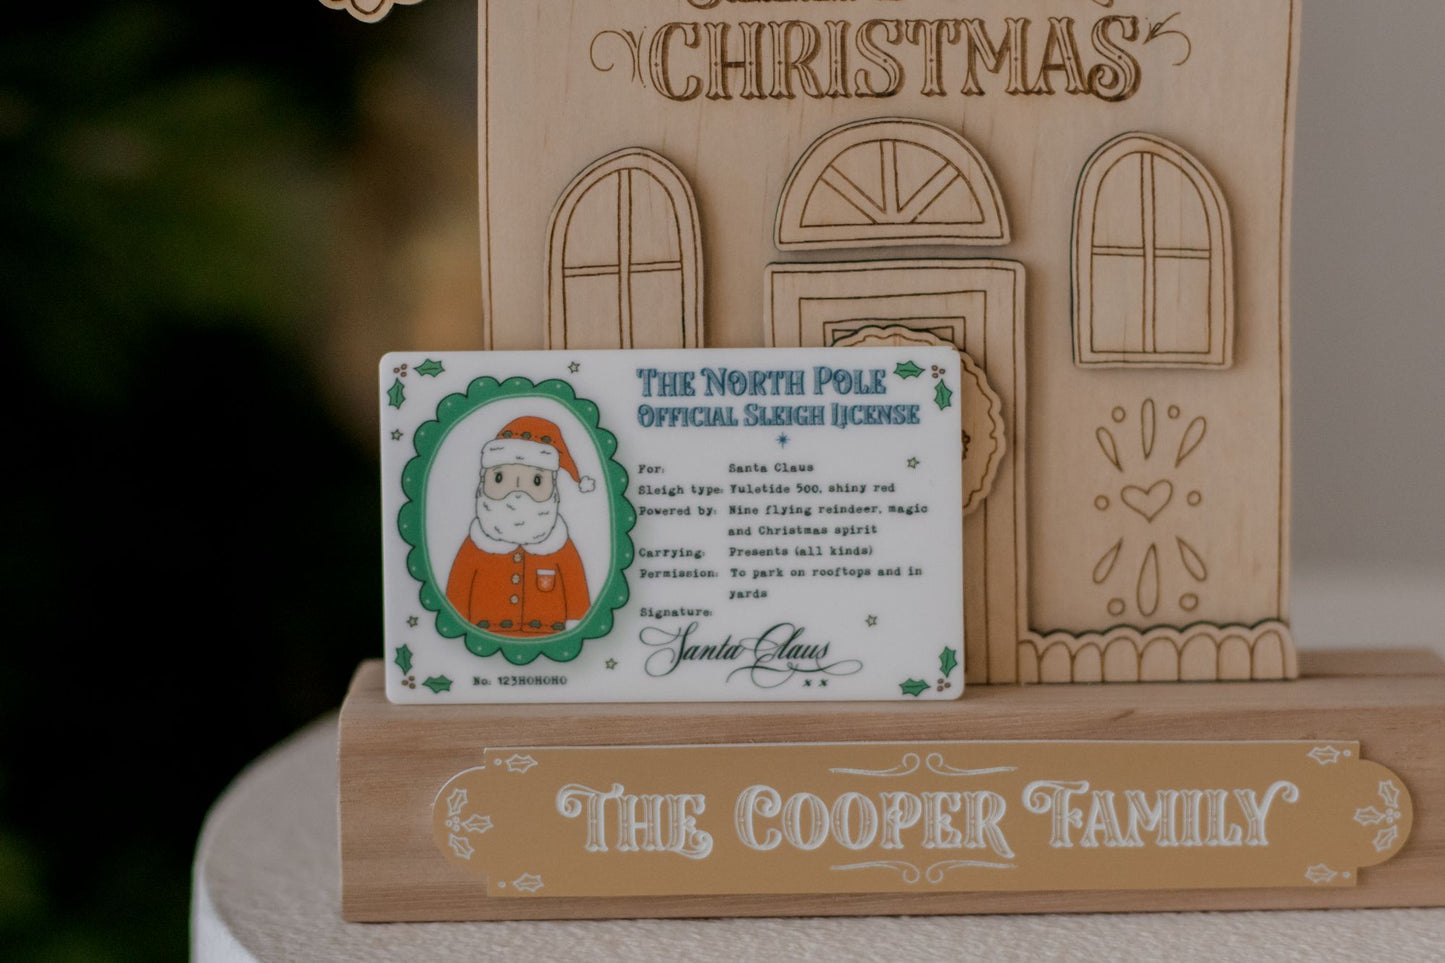 CHRISTMAS
THE NORTH POLE
OFFICIAL SLEIGH LICENSE
For: Santa Claus
Sleigh type: Yuletide 500, shiny red
Powered by: Nine flying reindeer, magic
and Christmas spirit
Carrying: Presents (all kinds)
Permission: To park on rooftops and in
yards
Signature:
Santa Claus
x x
No: 123HOHOHO
THE COOPER FAMILY